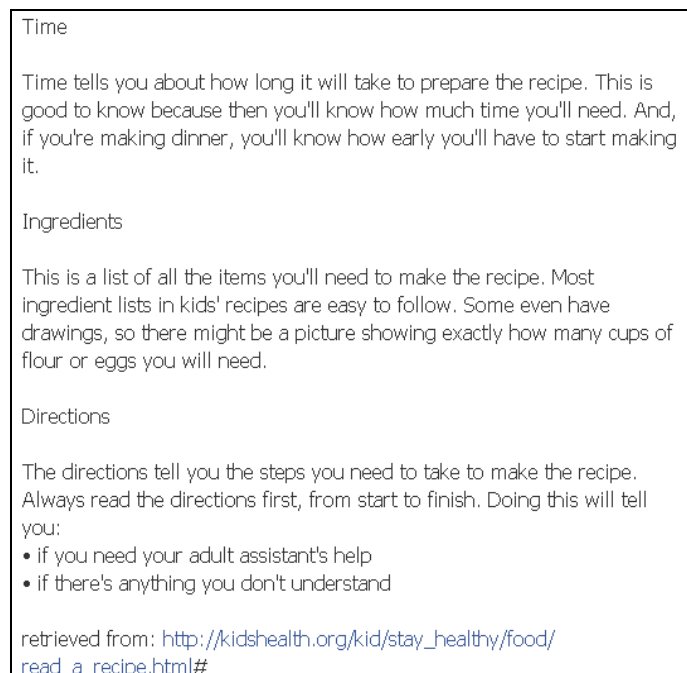 Time
Time tells you about how long it will take to prepare the recipe. This is
good to know because then you'll know how much time you'll need. And,
if you're making dinner, you'll know how early you'll have to start making
it.
Ingredients
This is a list of all the items you'll need to make the recipe. Most
ingredient lists in kids' recipes are easy to follow. Some even have
drawings, so there might be a picture showing exactly how many cups of
flour or eggs you will need.
Directions
The directions tell you the steps you need to take to make the recipe.
Always read the directions first, from start to finish. Doing this will tell
you:
• if you need your adult assistant's help
• if there's anything you don't understand
retrieved from: http://kidshealth.org/kid/stay_healthy/food/
read_a_recipe.html#